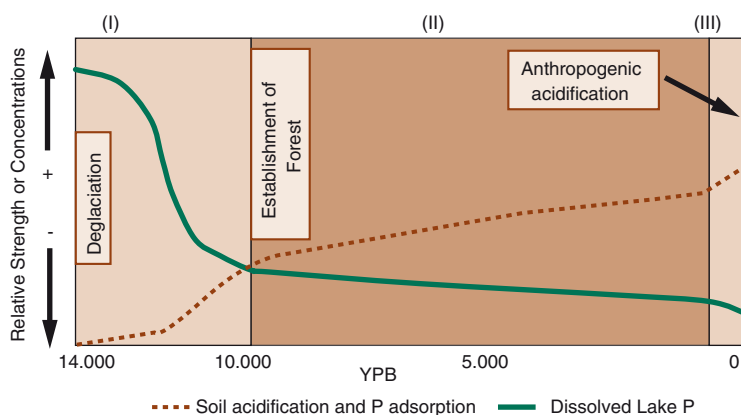 (I)
(II)
(III)
Relative Strength or Concentrations
+
-
Deglaciation
Establishment of
Forest
Anthropogenic
acidification
14.000
10.000
5.000
0
YPB
Soil acidification and P adsorption
Dissolved Lake P